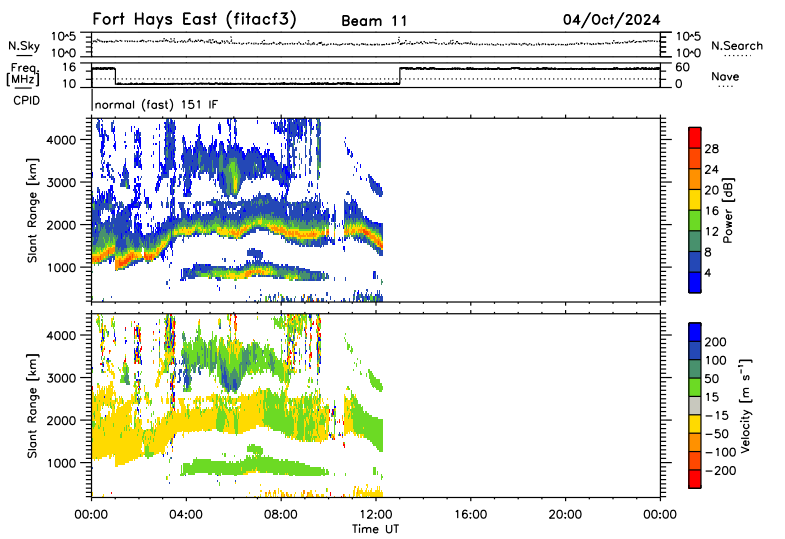 Fort Hays East (fitacf3) Beam 11 04/Oct/2024
N.Sky 10^5 10^0 10^5 10^0 N.Search
Freq. [MHz] 16 10 60 0 Nave
CPID normal (fast) 151 IF
Slant Range [km] 4000 3000 2000 1000
28 24 20 16 12 8 4 Power [dB]
Slant Range [km] 4000 3000 2000 1000
200 100 50 15 −15 −50 −100 −200 Velocity [m s⁻¹]
00:00 04:00 08:00 12:00 16:00 20:00 00:00
Time UT